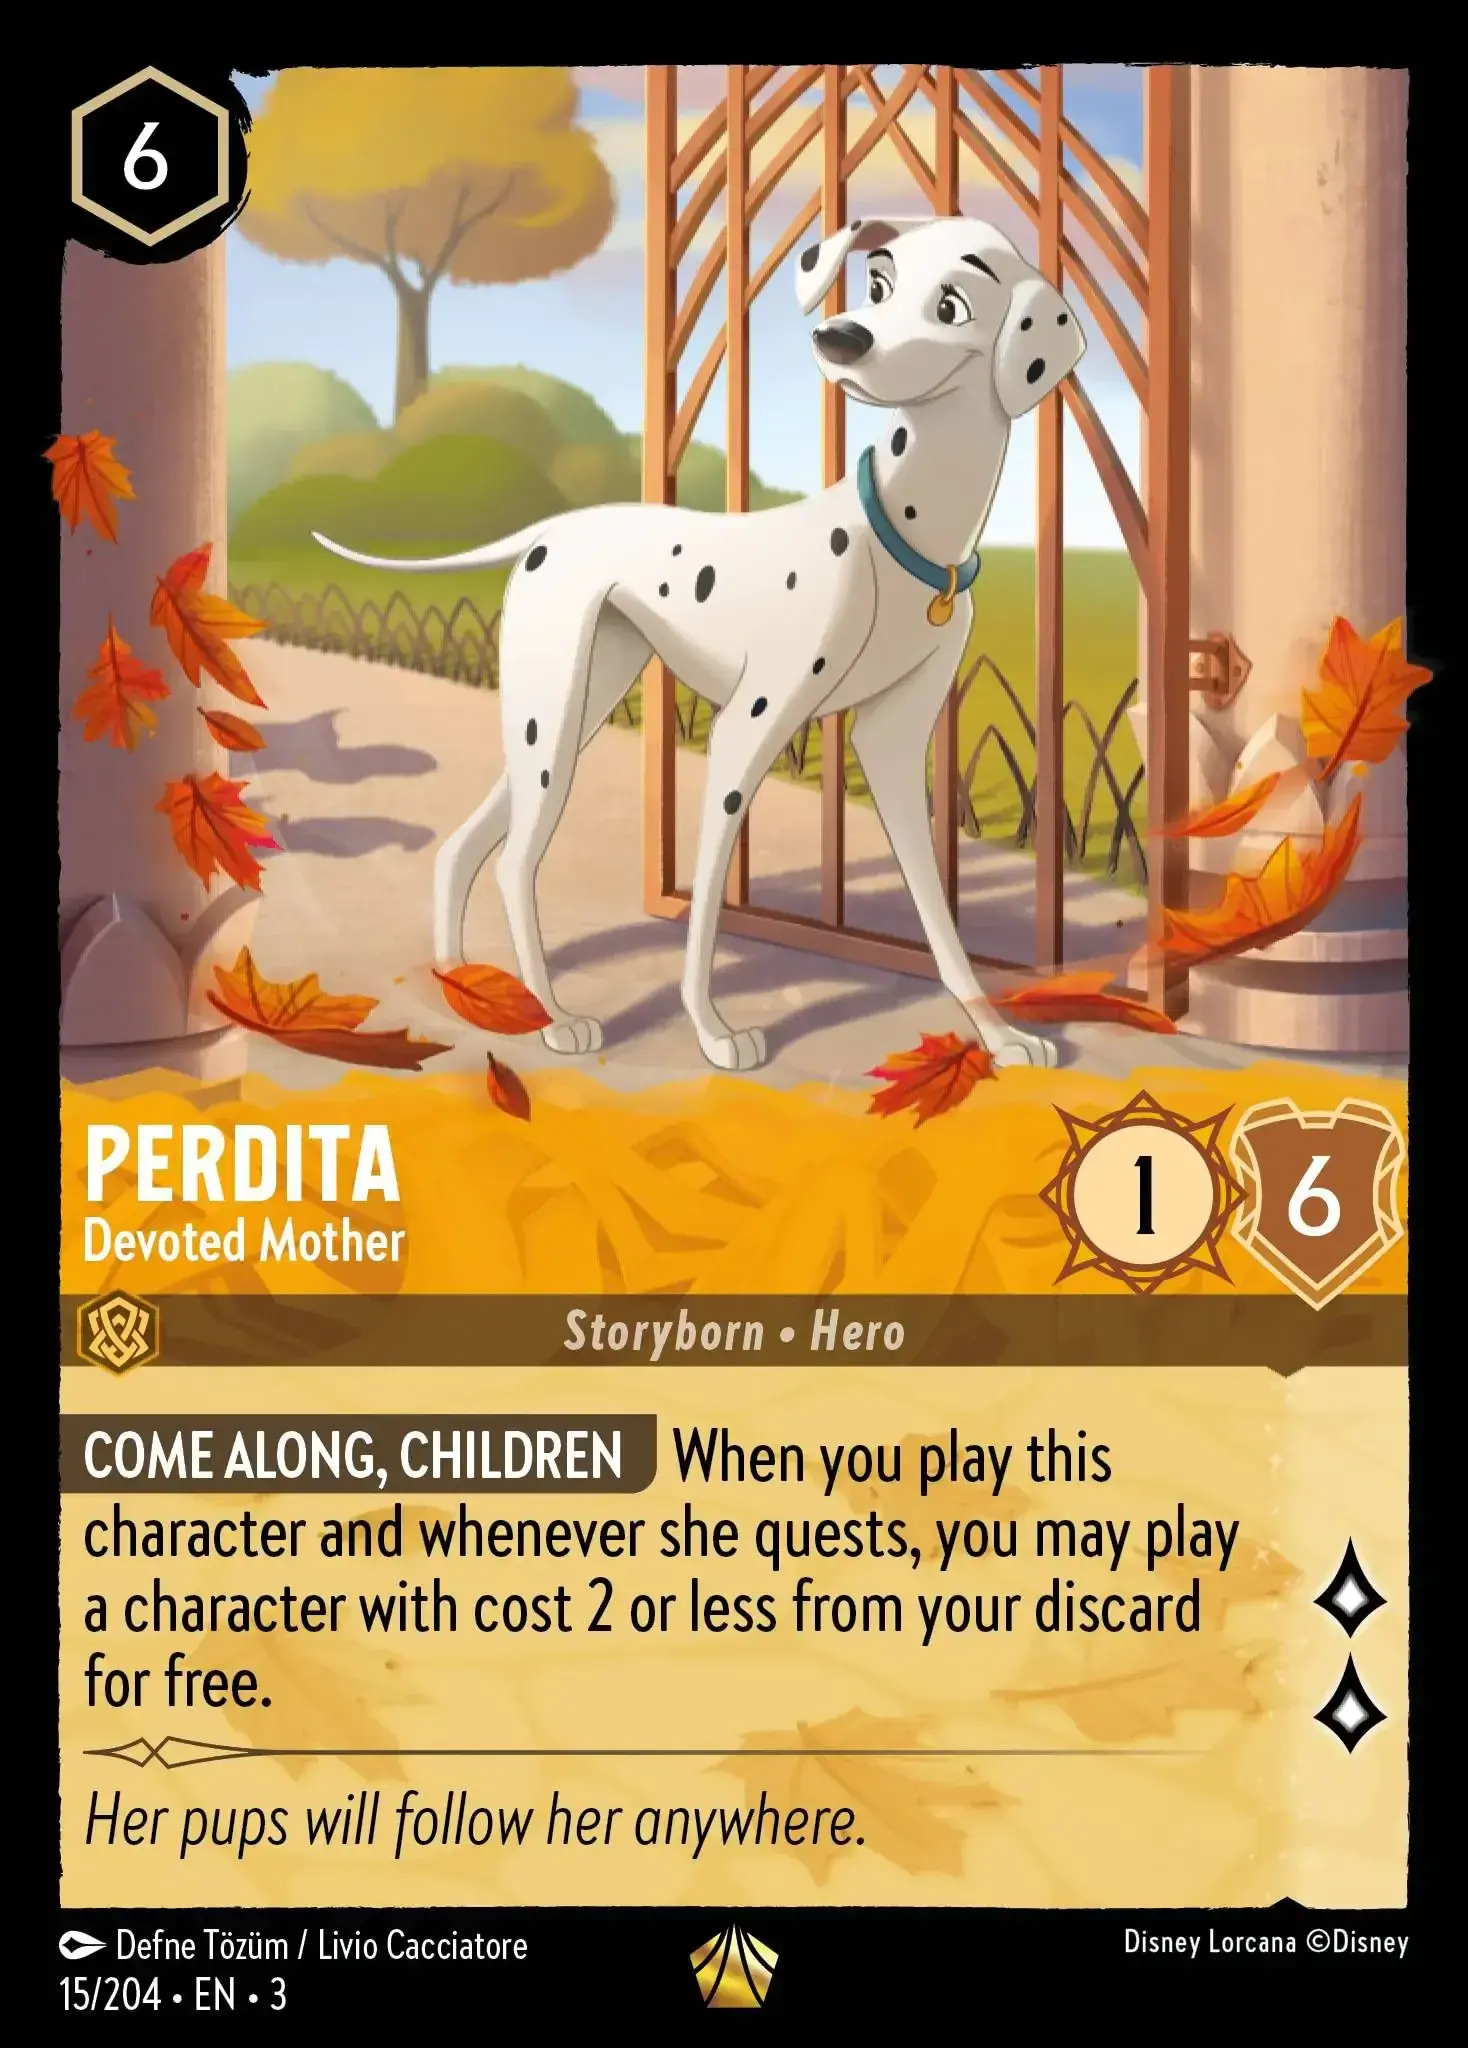 6
PERDITA
Devoted Mother
1 6
Storyborn • Hero
COME ALONG, CHILDREN When you play this
character and whenever she quests, you may play
a character with cost 2 or less from your discard
for free.
Her pups will follow her anywhere.
Defne Tözüm / Livio Cacciatore
Disney Lorcana ©Disney
15/204 • EN • 3